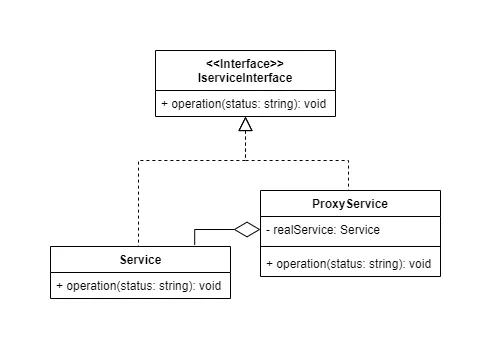 <<Interface>>
IserviceInterface
+ operation(status: string): void
ProxyService
- realService: Service
+ operation(status: string): void
Service
+ operation(status: string): void